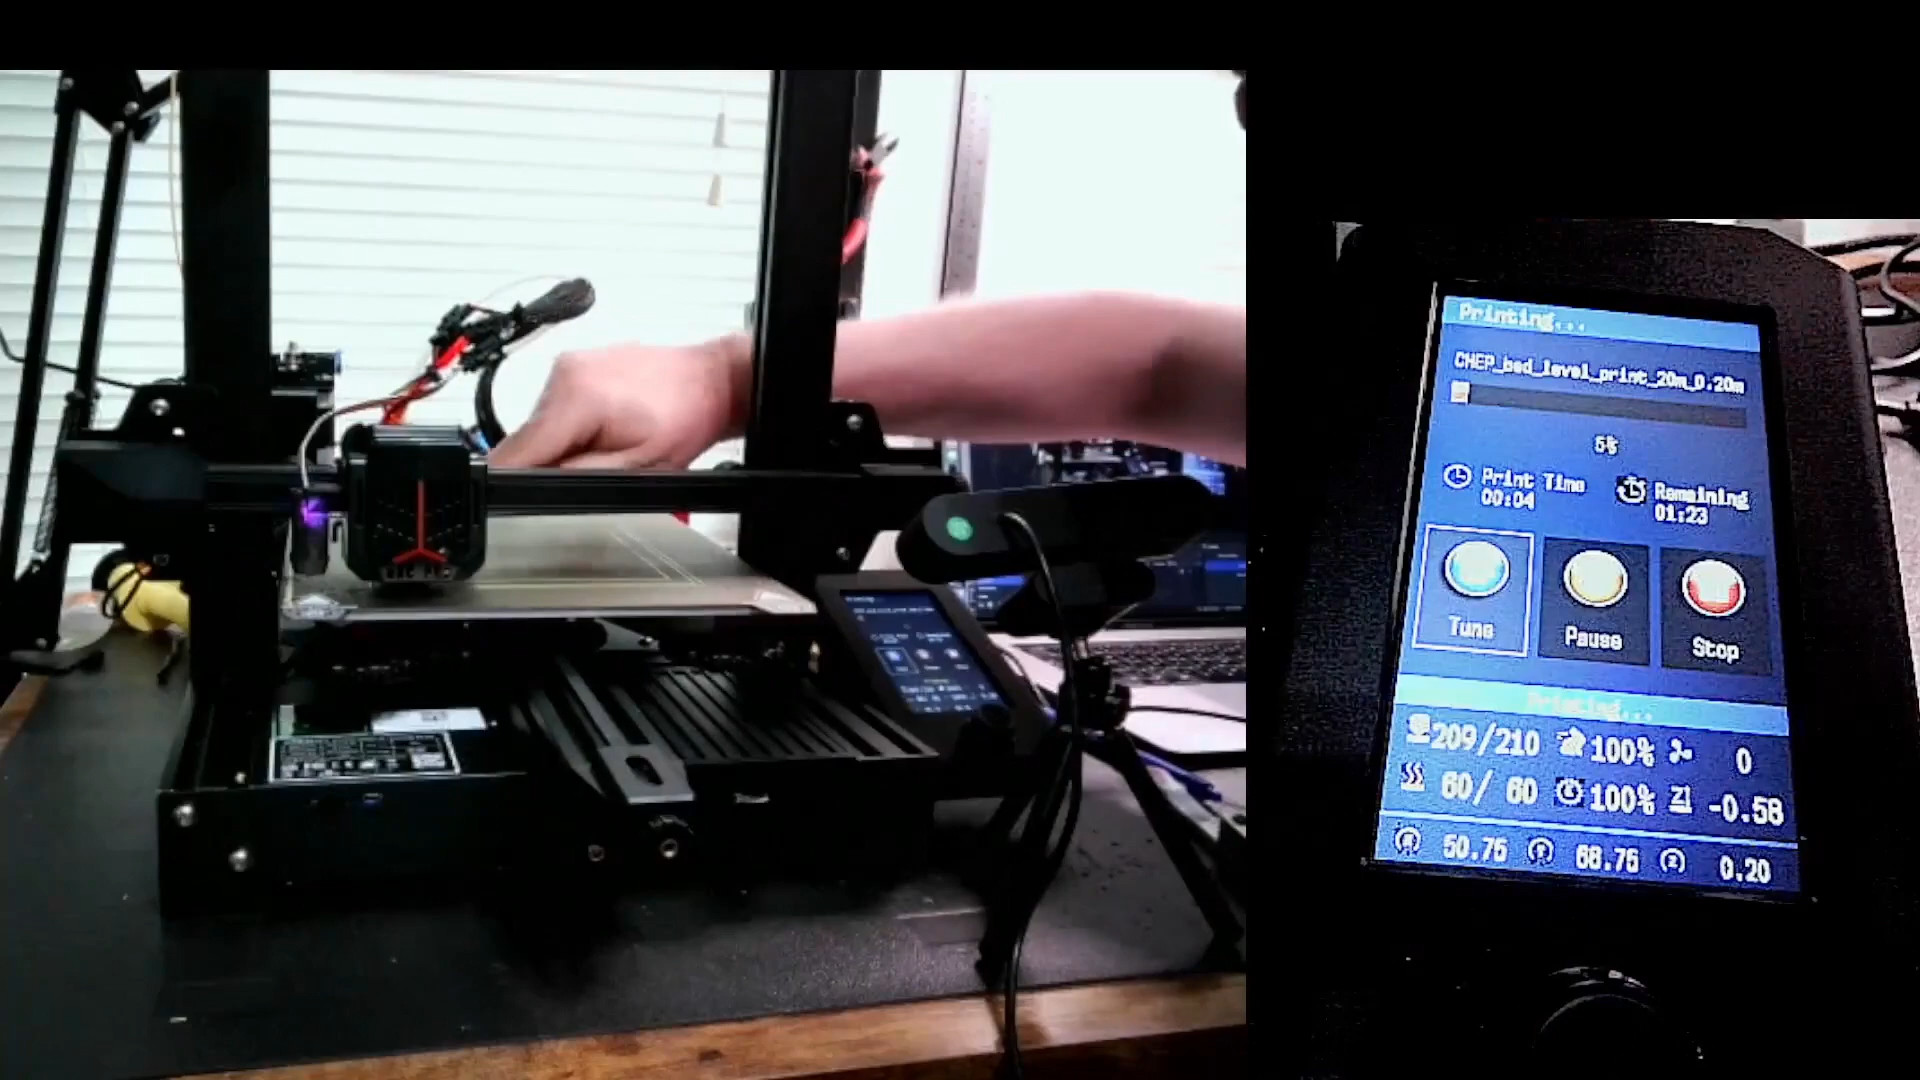 Printing...
CHEP_bed_level_print_20m_0.20m
5%
Print Time
00:04
Remaining
01:23
Tune
Pause
Stop
Printing...
209/210 100% 0
60/ 60 100% -0.58
50.75 68.75 0.20